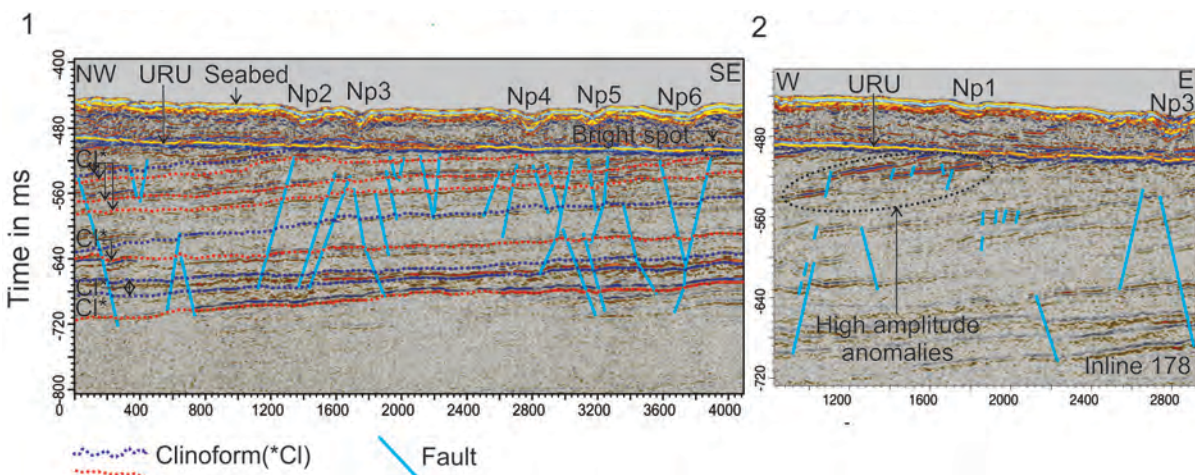 1
2
NW URU Seabed SE
Np2 Np3 Np4 Np5 Np6
Bright spot
Cl*
Cl*
Cl*
Cl*
Time in ms
-400
-480
-560
-640
-720
-800
0 400 800 1200 1600 2000 2400 2800 3200 3600 4000
W URU Np1 E
Np3
High amplitude
anomalies
Inline 178
-480
-560
-640
-720
1200 1600 2000 2400 2800
Clinoform(*Cl) Fault